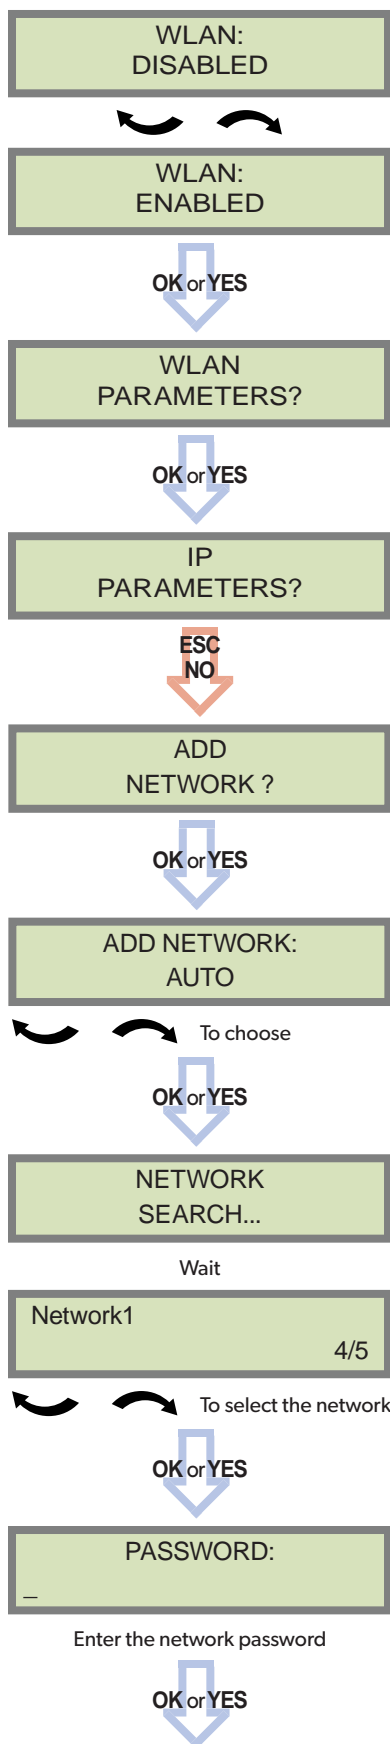 WLAN:
DISABLED
WLAN:
ENABLED
OK or YES
WLAN
PARAMETERS?
OK or YES
IP
PARAMETERS?
ESC
NO
ADD
NETWORK ?
OK or YES
ADD NETWORK:
AUTO
To choose
OK or YES
NETWORK
SEARCH...
Wait
Network1
4/5
To select the network
OK or YES
PASSWORD:
_
Enter the network password
OK or YES